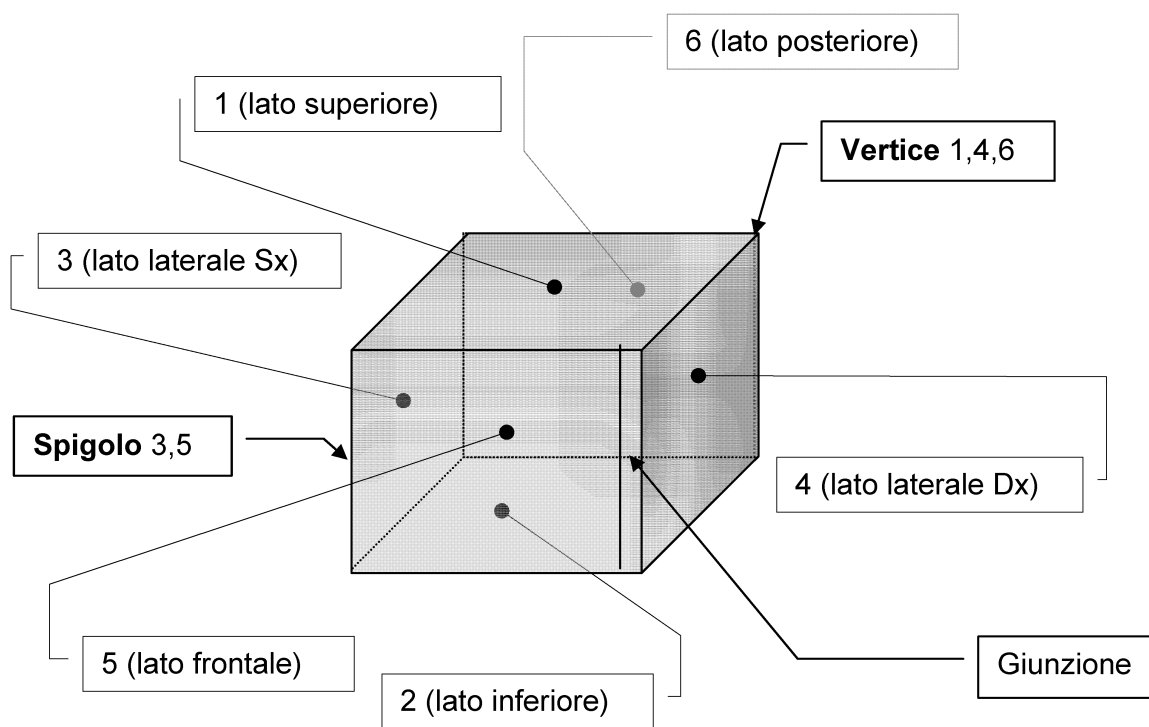 6 (lato posteriore)
1 (lato superiore)
Vertice 1,4,6
3 (lato laterale Sx)
Spigolo 3,5
4 (lato laterale Dx)
5 (lato frontale)
Giunzione
2 (lato inferiore)